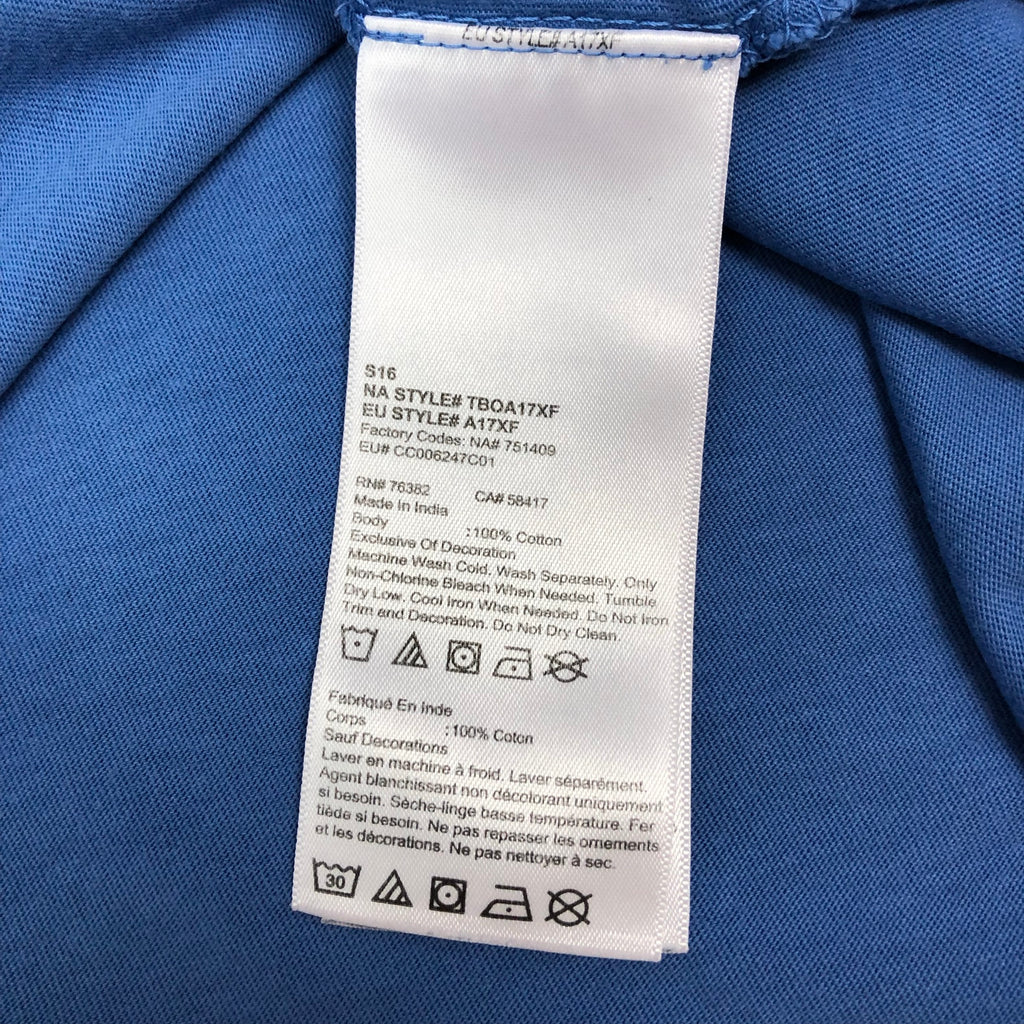 EU STYLE# A17XF
S16
NA STYLE# TBOA17XF
EU STYLE# A17XF
Factory Codes: NA# 751409
EU# CC006247C01
RN# 76382 CA# 58417
Made In India
Body :100% Cotton
Exclusive Of Decoration
Machine Wash Cold. Wash Separately. Only
Non-Chlorine Bleach When Needed. Tumble
Dry Low. Cool Iron When Needed. Do Not Iron
Trim and Decoration. Do Not Dry Clean.
Fabriqué En Inde
Corps :100% Coton
Sauf Decorations
Laver en machine à froid. Laver séparément.
Agent blanchissant non décolorant uniquement
si besoin. Sèche-linge basse température. Fer
tiède si besoin. Ne pas repasser les ornements
et les décorations. Ne pas nettoyer à sec.
30